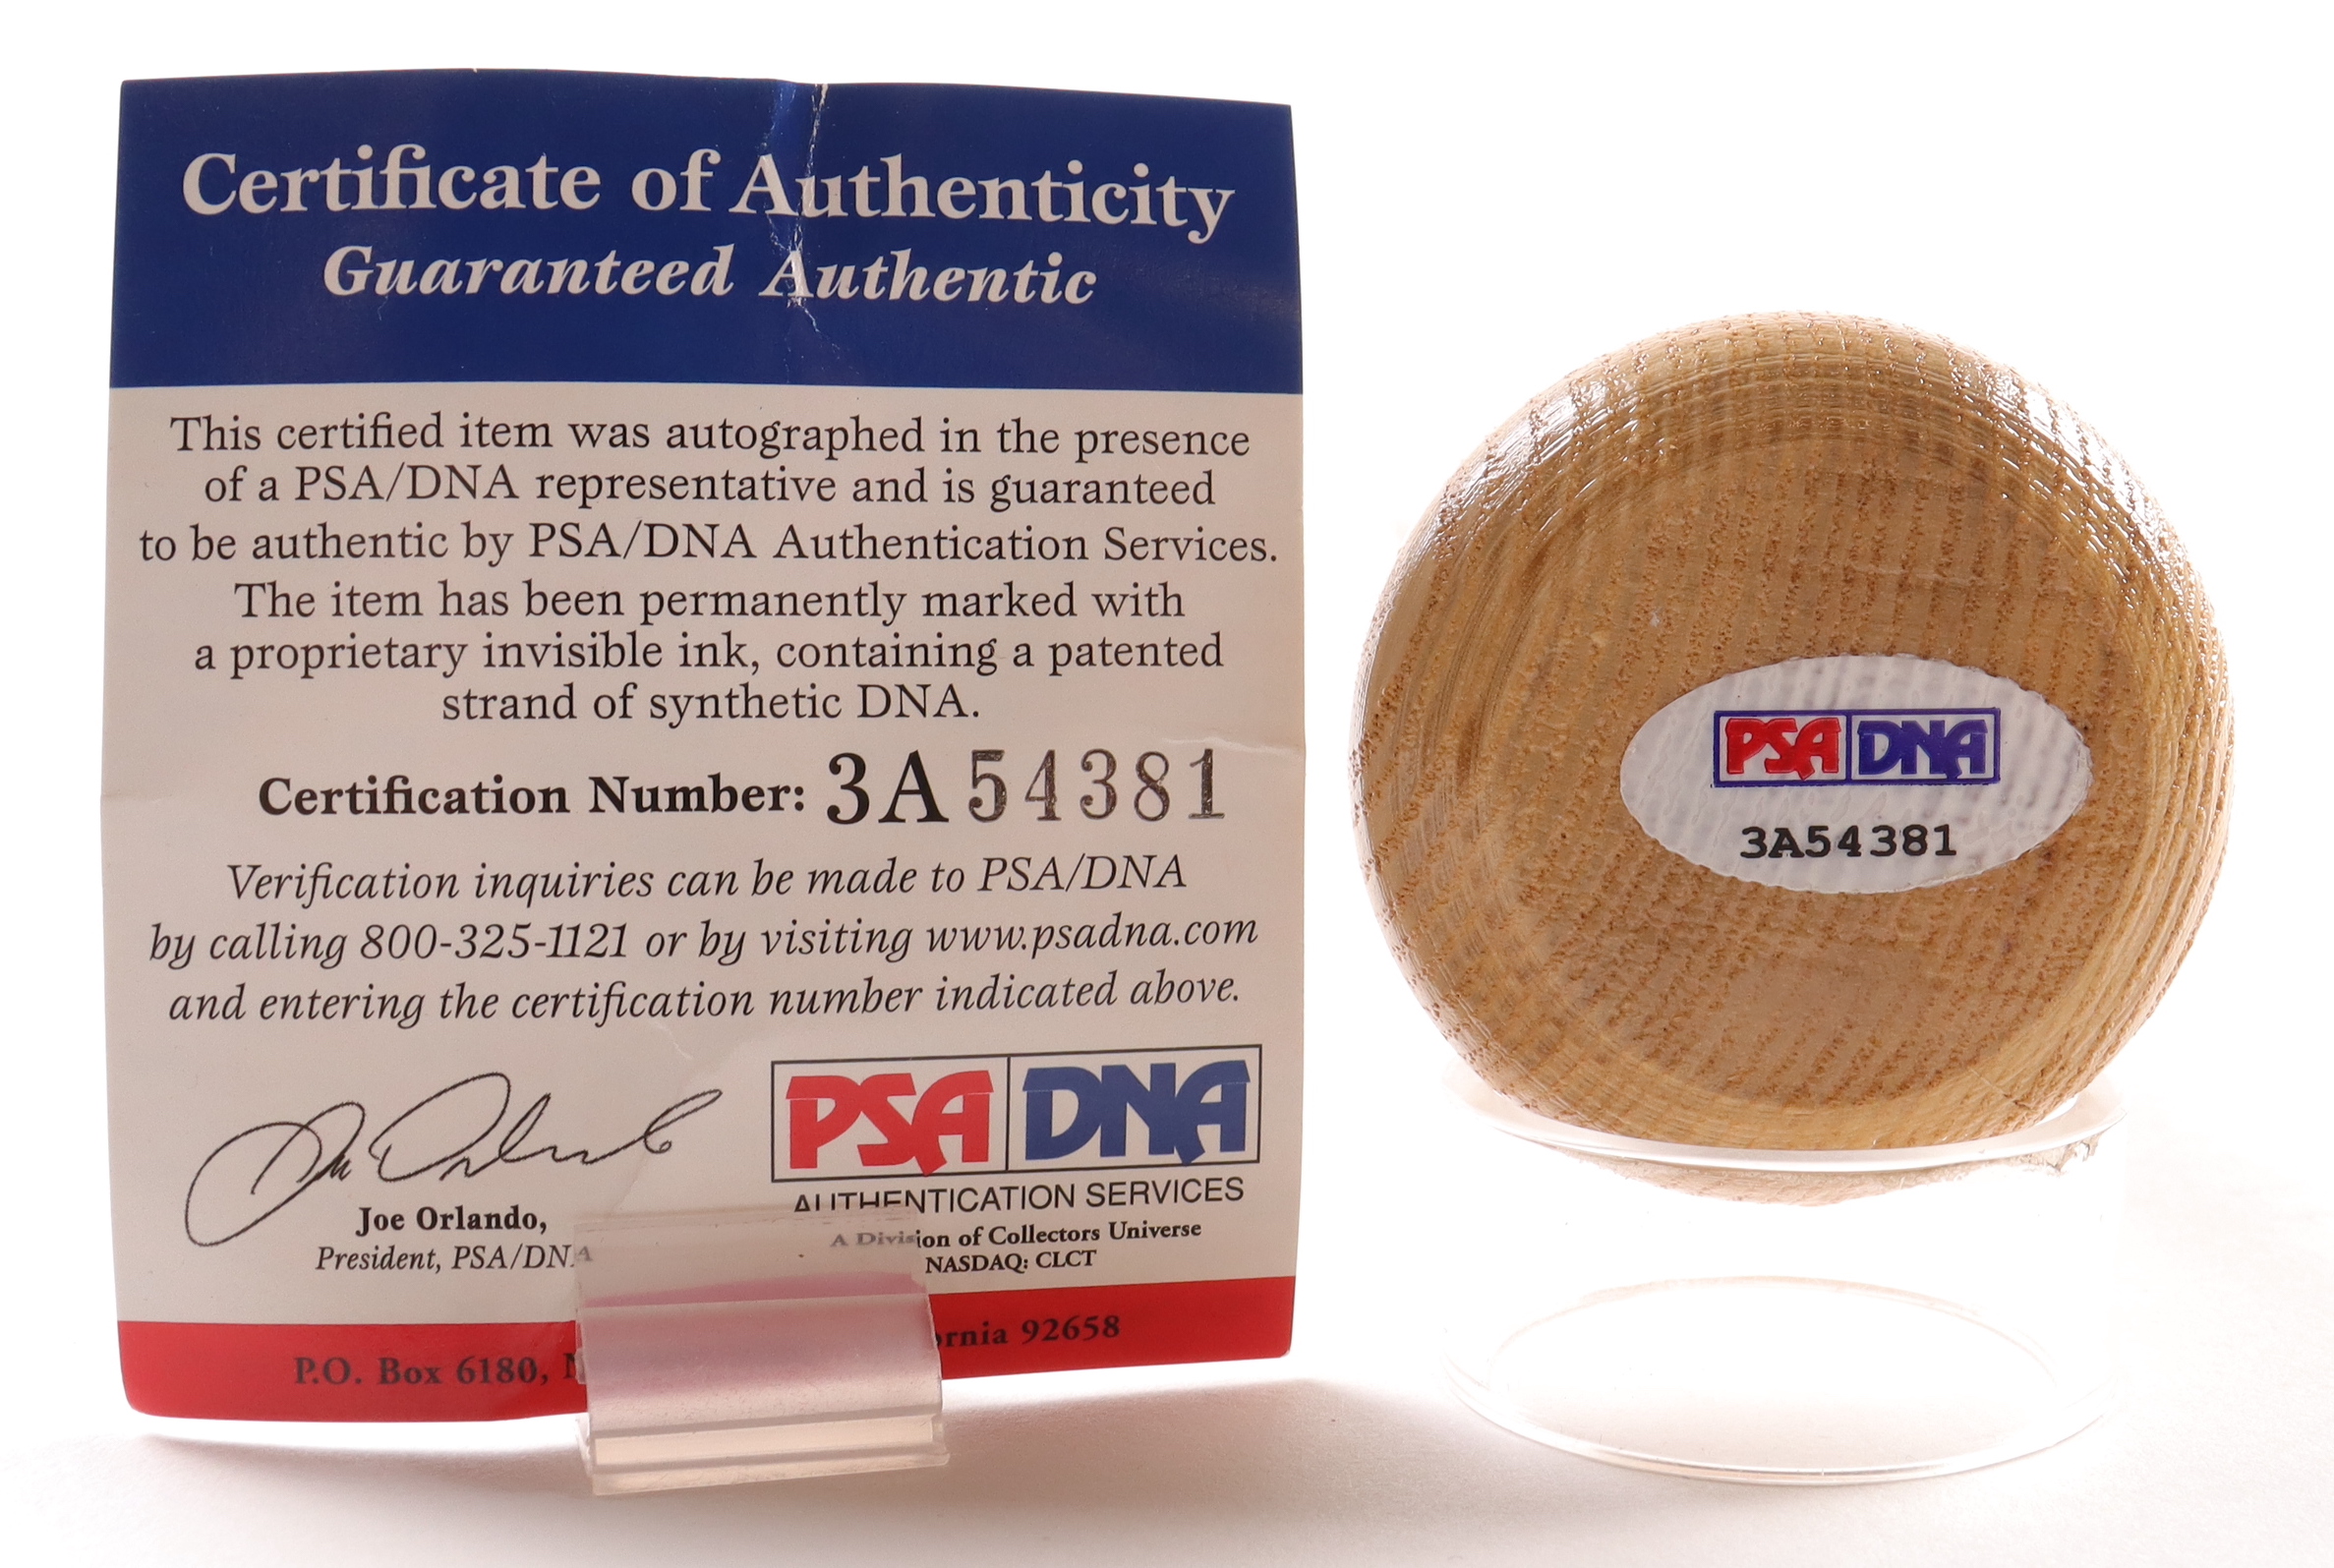 Certificate of Authenticity
Guaranteed Authentic
This certified item was autographed in the presence
of a PSA/DNA representative and is guaranteed
to be authentic by PSA/DNA Authentication Services.
The item has been permanently marked with
a proprietary invisible ink, containing a patented
strand of synthetic DNA.
Certification Number: 3A54381
Verification inquiries can be made to PSA/DNA
by calling 800-325-1121 or by visiting www.psadna.com
and entering the certification number indicated above.
Joe Orlando,
President, PSA/DNA
PSA DNA
AUTHENTICATION SERVICES
A Division of Collectors Universe
NASDAQ: CLCT
P.O. Box 6180, 92658
PSA DNA
3A54381